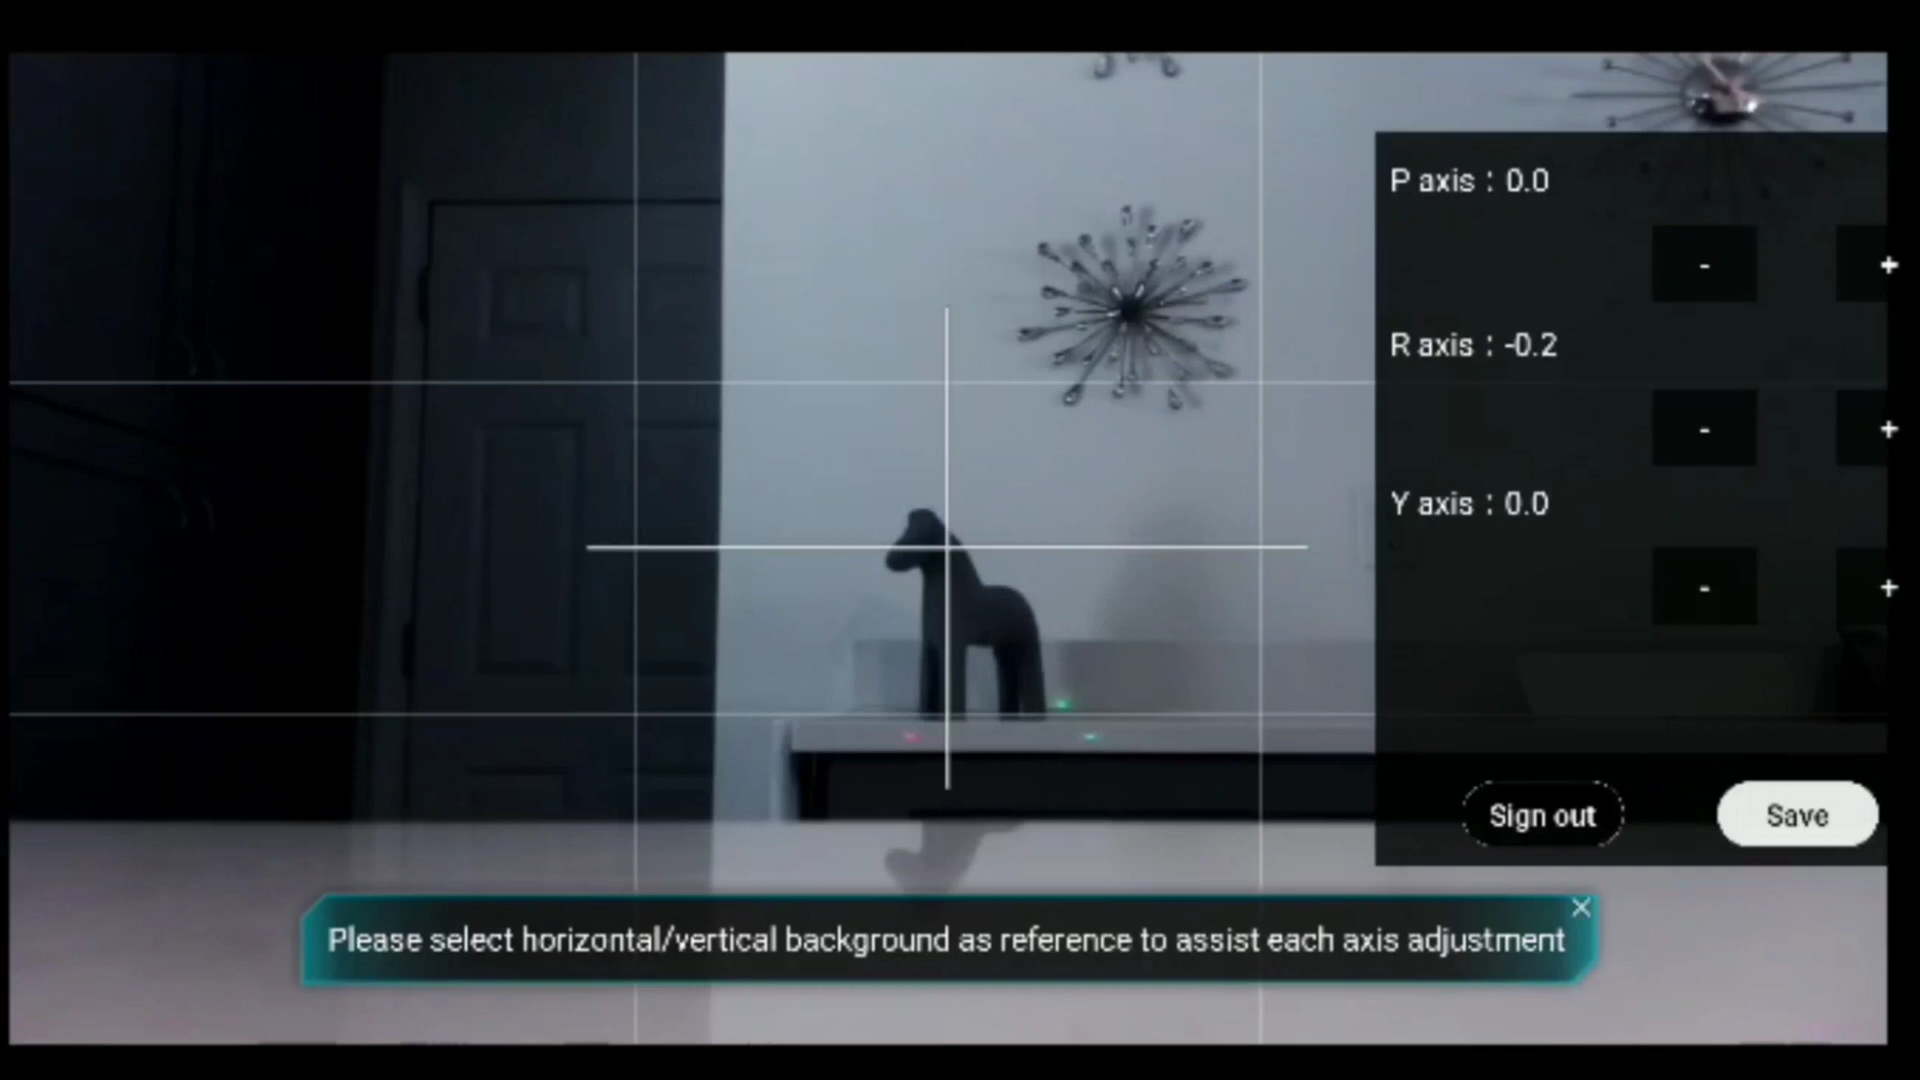 P axis : 0.0
- +
R axis : -0.2
- +
Y axis : 0.0
- +
Sign out Save
Please select horizontal/vertical background as reference to assist each axis adjustment